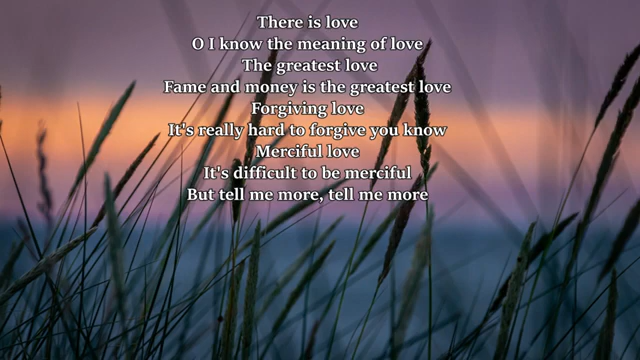 There is love
O I know the meaning of love
The greatest love
Fame and money is the greatest love
Forgiving love
It's really hard to forgive you know
Merciful love
It's difficult to be merciful
But tell me more, tell me more